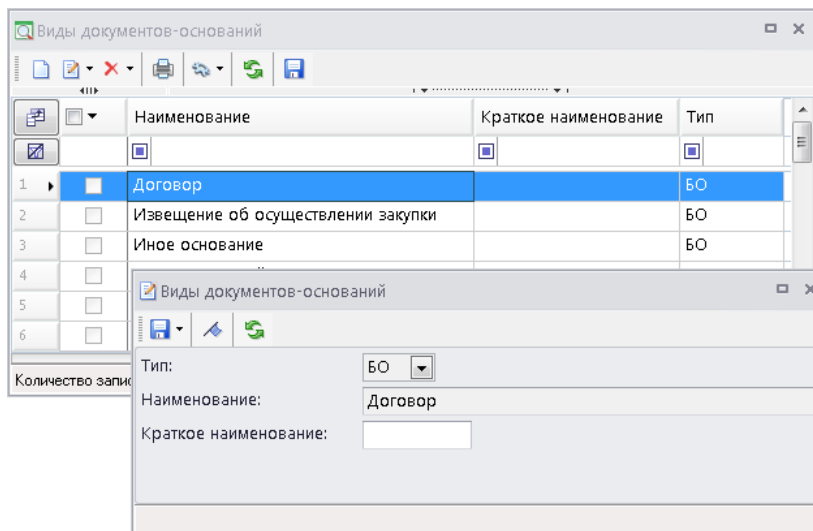 Виды документов-оснований
Наименование Краткое наименование Тип
1 Договор БО
2 Извещение об осуществлении закупки БО
3 Иное основание БО
4
5
6
Количество
Виды документов-оснований
Тип: БО
Наименование: Договор
Краткое наименование: